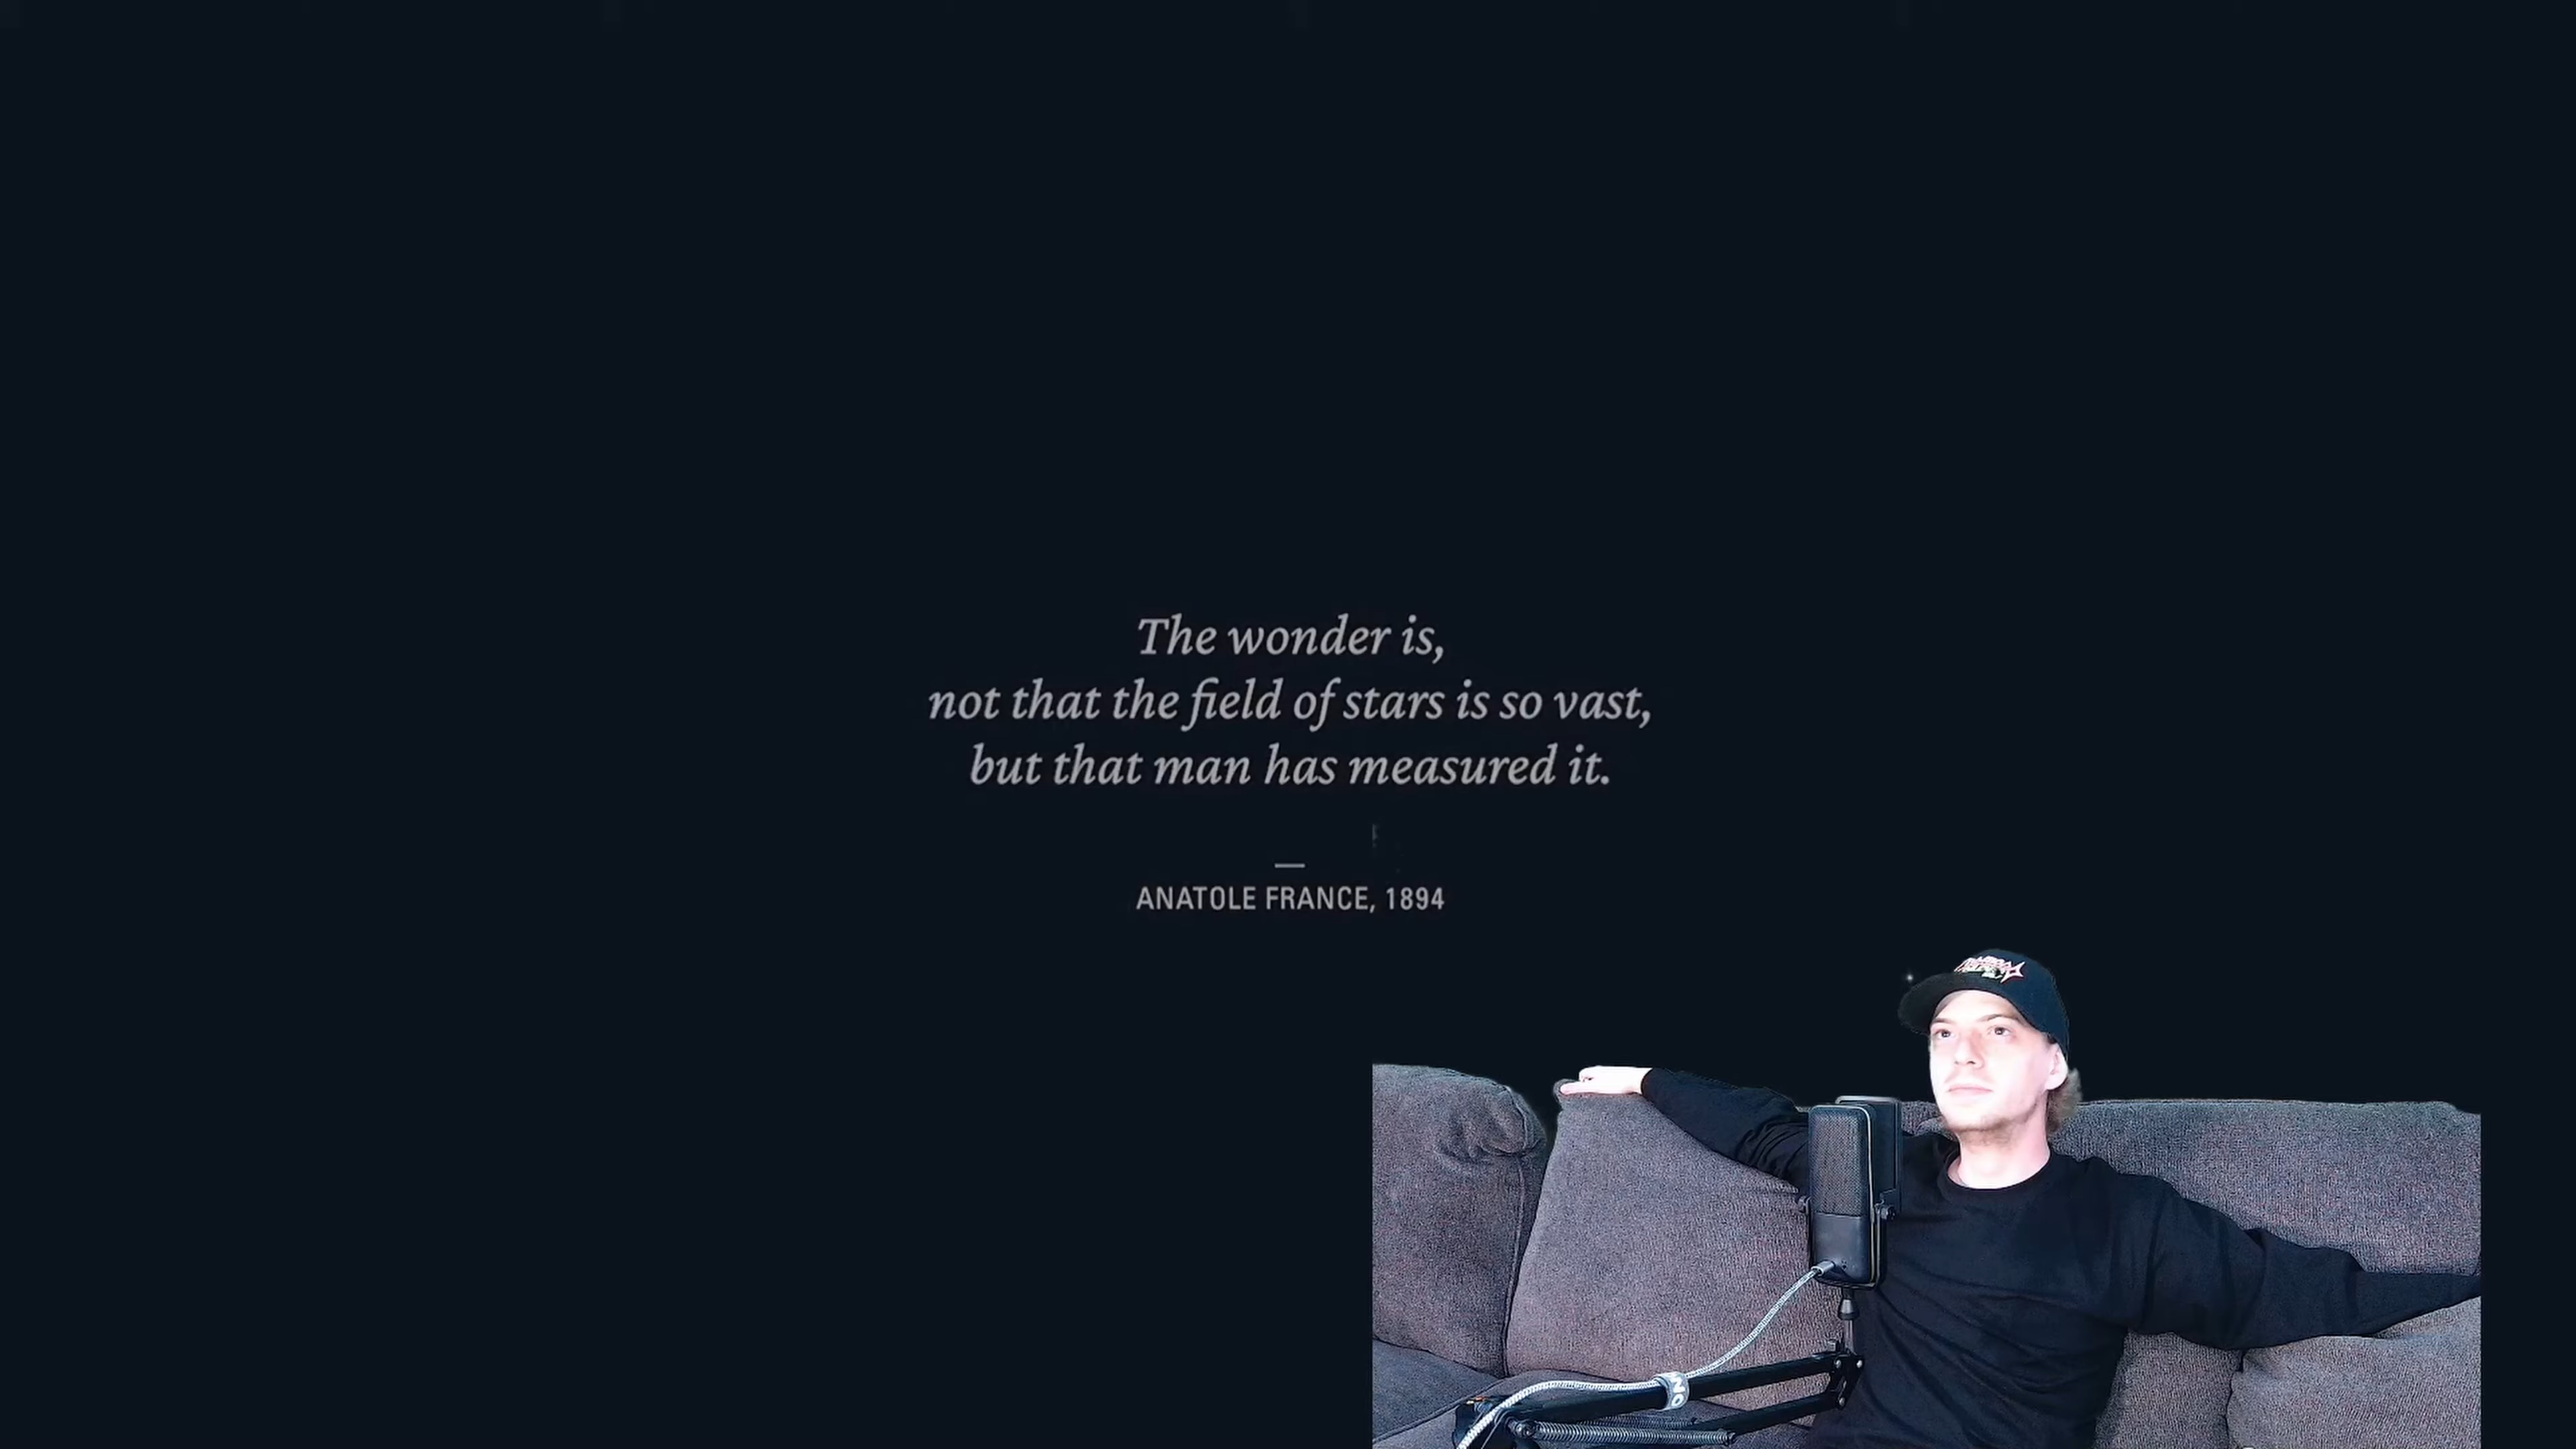 The wonder is,
not that the field of stars is so vast,
but that man has measured it.
—
ANATOLE FRANCE, 1894